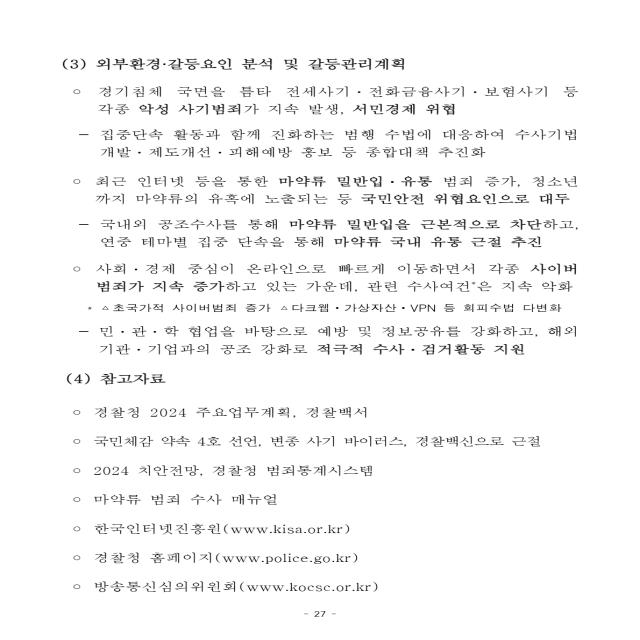 (3) 외부환경·갈등요인 분석 및 갈등관리계획
○ 경기침체 국면을 틈타 전세사기·전화금융사기·보험사기 등
각종 악성 사기범죄가 지속 발생, 서민경제 위협
- 집중단속 활동과 함께 진화하는 범행 수법에 대응하여 수사기법
개발·제도개선·피해예방 홍보 등 종합대책 추진화
○ 최근 인터넷 등을 통한 마약류 밀반입·유통 범죄 증가, 청소년
까지 마약류의 유혹에 노출되는 등 국민안전 위협요인으로 대두
- 국내외 공조수사를 통해 마약류 밀반입을 근본적으로 차단하고,
연중 테마별 집중 단속을 통해 마약류 국내 유통 근절 추진
○ 사회·경제 중심이 온라인으로 빠르게 이동하면서 각종 사이버
범죄가 지속 증가하고 있는 가운데, 관련 수사여건*은 지속 악화
* △초국가적 사이버범죄 증가 △다크웹·가상자산·VPN 등 회피수법 다변화
- 민·관·학 협업을 바탕으로 예방 및 정보공유를 강화하고, 해외
기관·기업과의 공조 강화로 적극적 수사·검거활동 지원
(4) 참고자료
○ 경찰청 2024 주요업무계획, 경찰백서
○ 국민체감 약속 4호 선언, 변종 사기 바이러스, 경찰백신으로 근절
○ 2024 치안전망, 경찰청 범죄통계시스템
○ 마약류 범죄 수사 매뉴얼
○ 한국인터넷진흥원(www.kisa.or.kr)
○ 경찰청 홈페이지(www.police.go.kr)
○ 방송통신심의위원회(www.kocsc.or.kr)
- 27 -